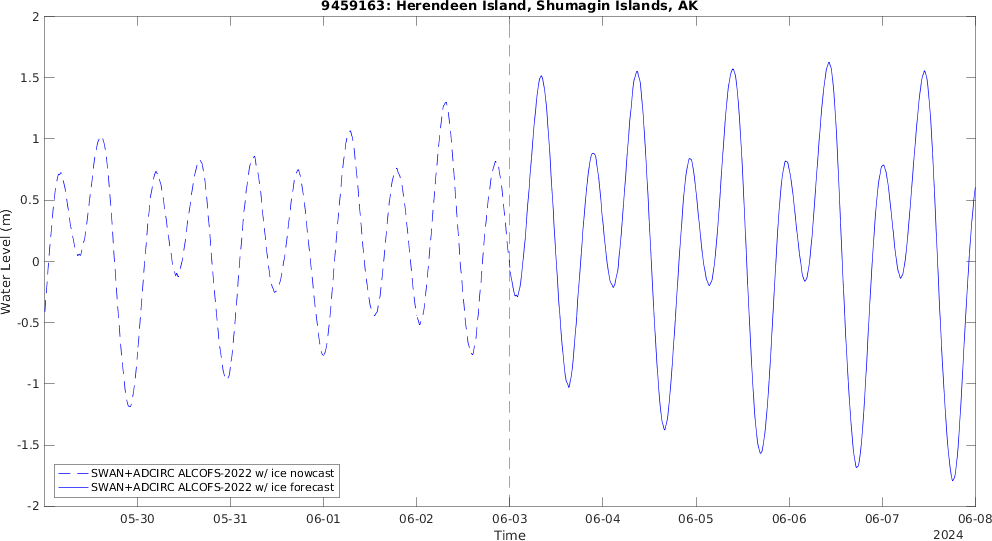 9459163: Herendeen Island, Shumagin Islands, AK
2
1.5
1
0.5
0
-0.5
-1
-1.5
-2
Water Level (m)
SWAN+ADCIRC ALCOFS-2022 w/ ice nowcast
SWAN+ADCIRC ALCOFS-2022 w/ ice forecast
05-30 05-31 06-01 06-02 06-03 06-04 06-05 06-06 06-07 06-08
Time
2024